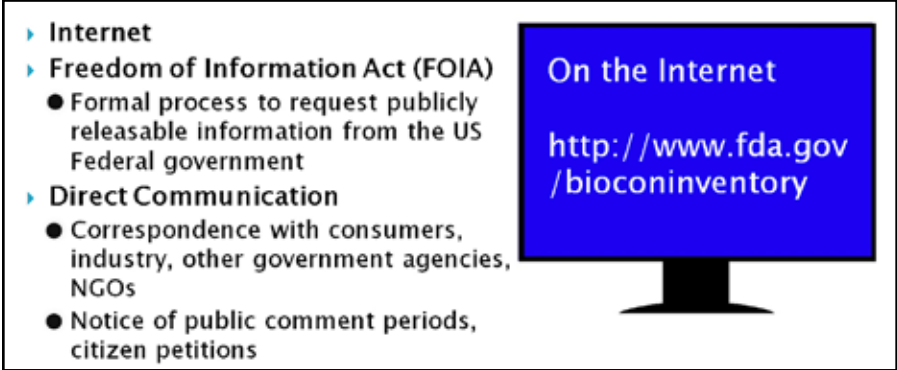 Internet
Freedom of Information Act (FOIA)
Formal process to request publicly
releasable information from the US
Federal government
Direct Communication
Correspondence with consumers,
industry, other government agencies,
NGOs
Notice of public comment periods,
citizen petitions
On the Internet
http://www.fda.gov
/bioconinventory